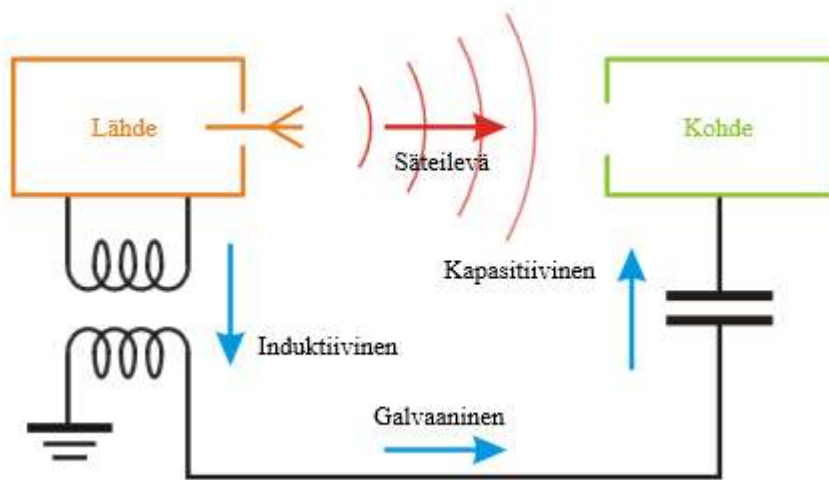 Lähde
Kohde
Säteilevä
Kapasitiivinen
Induktiivinen
Galvaaninen